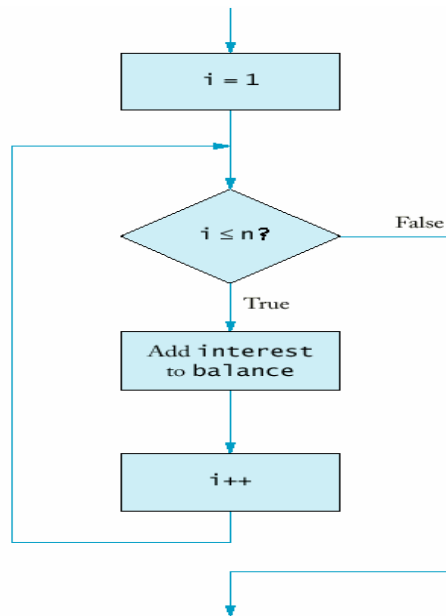 i = 1
i ≤ n?
False
True
Add interest
to balance
i++